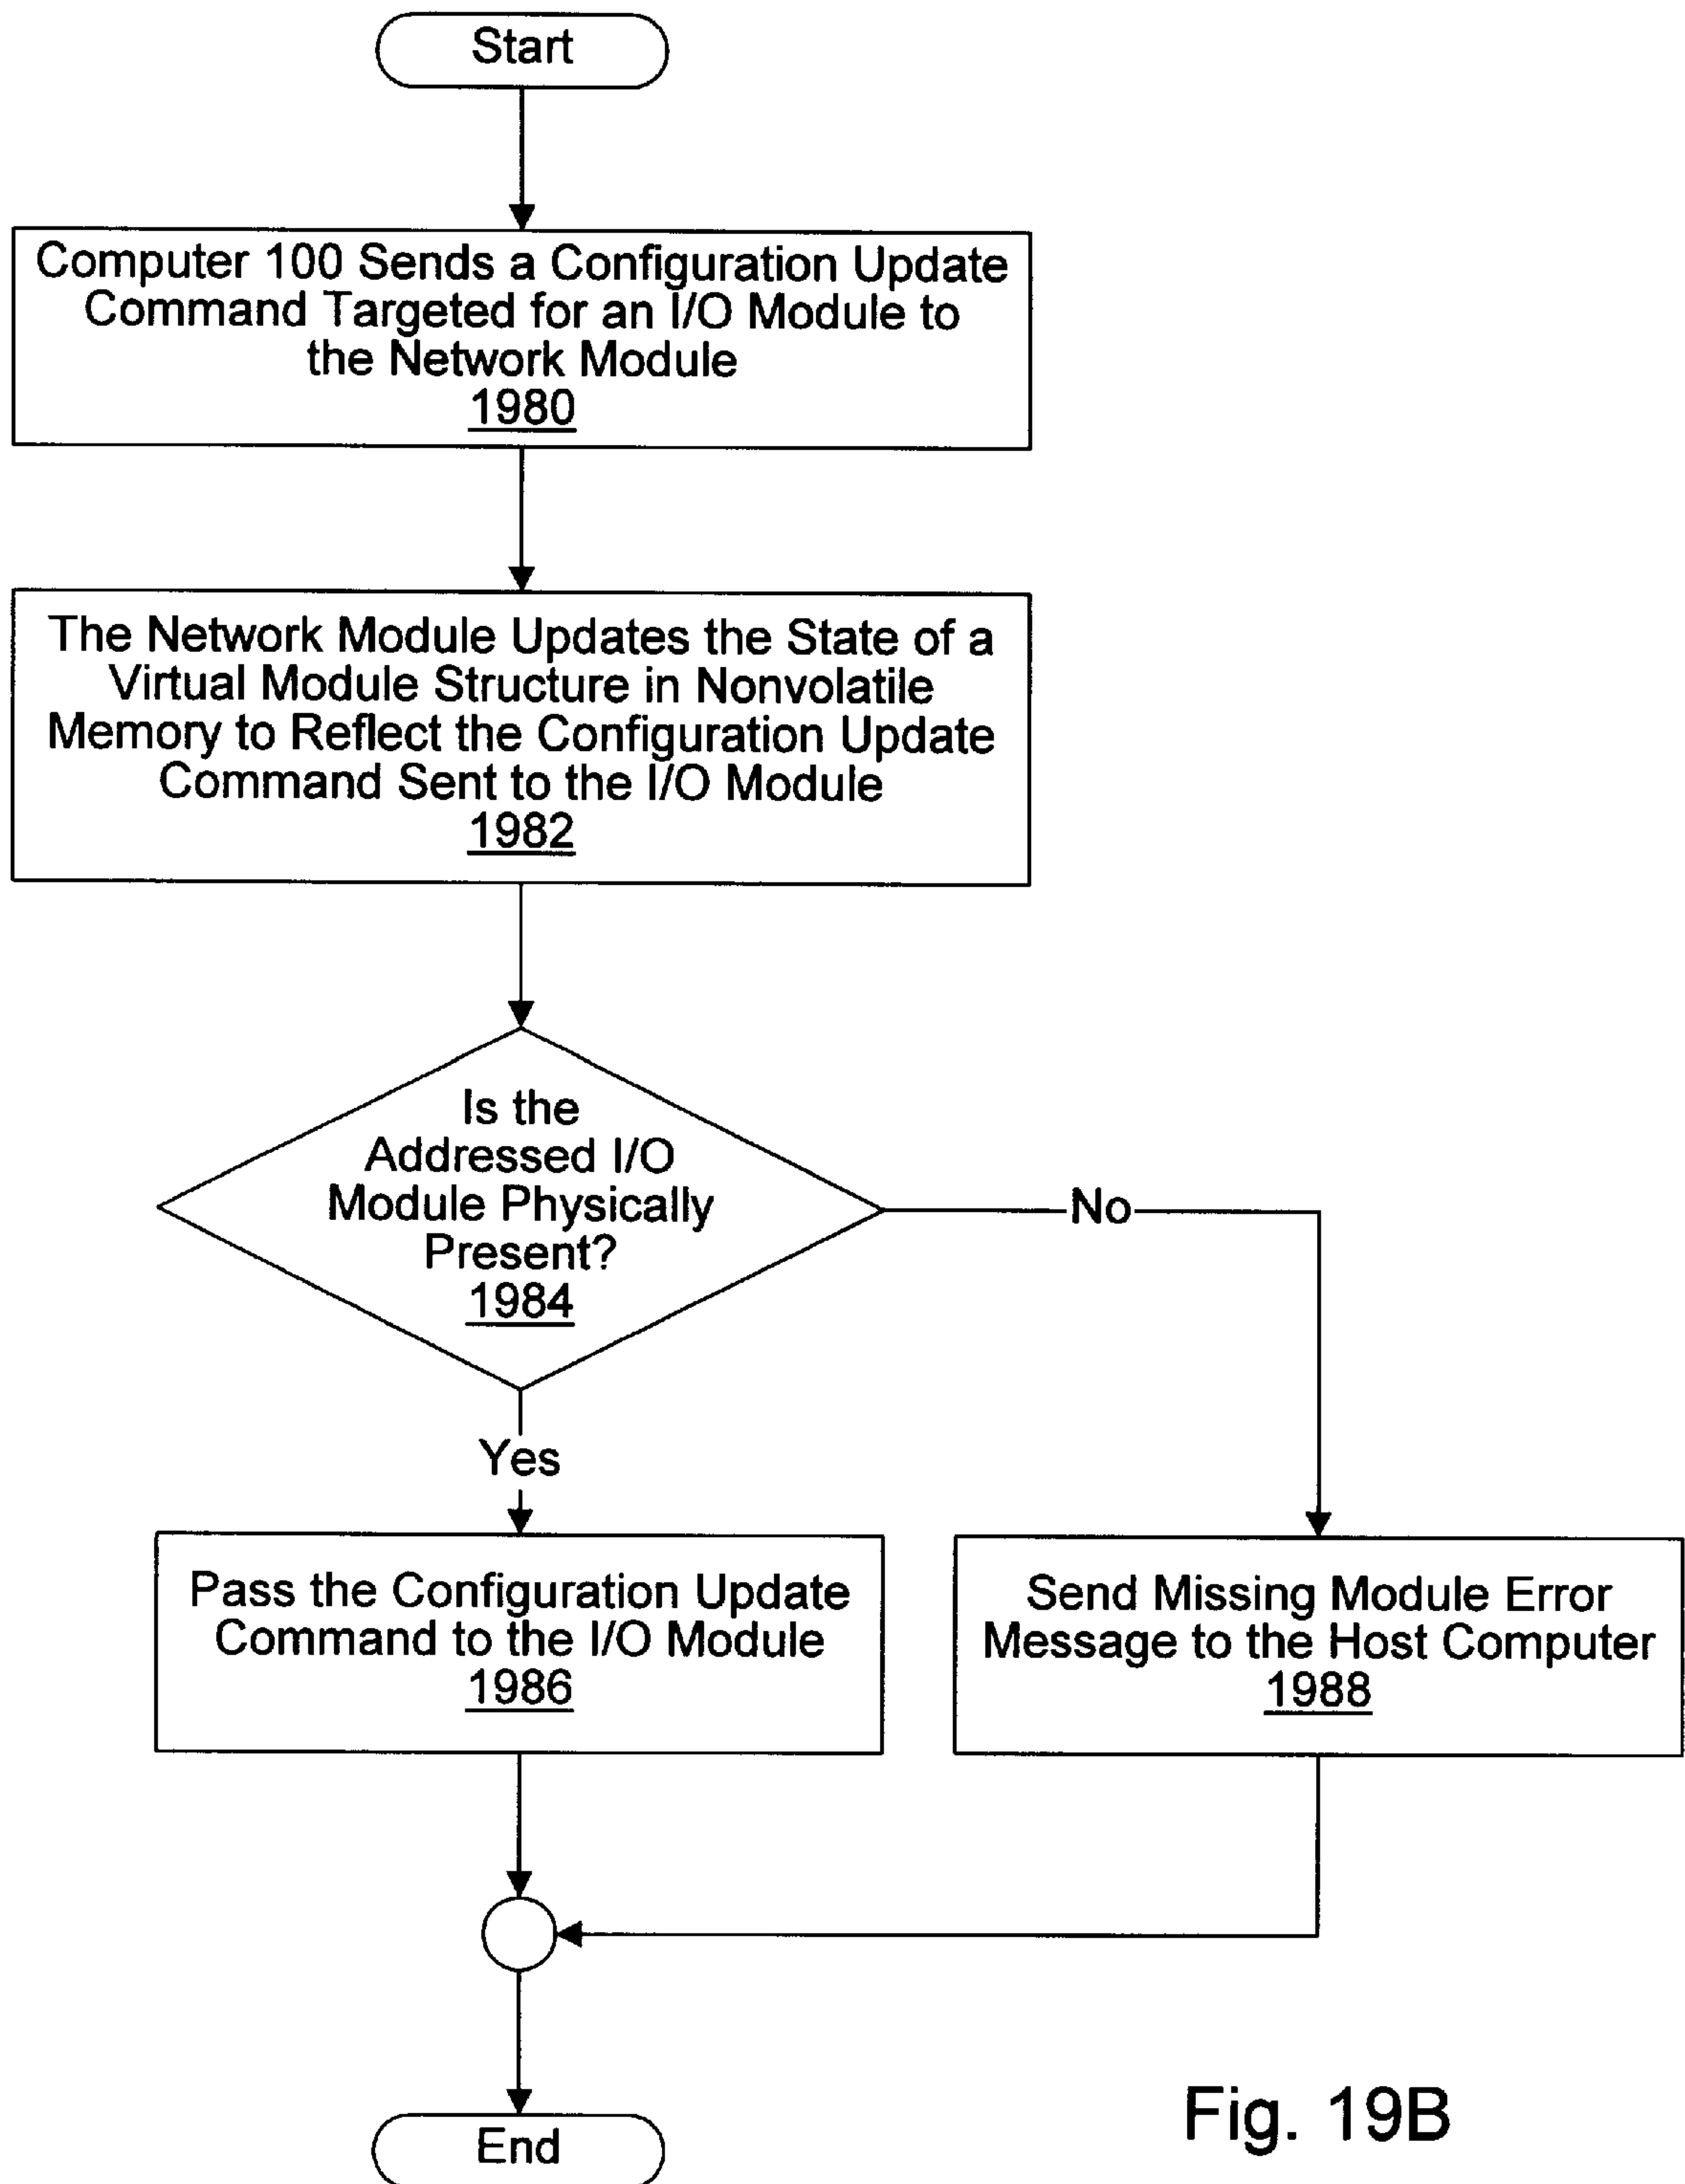 Start
Computer 100 Sends a Configuration Update
Command Targeted for an I/O Module to
the Network Module
1980
The Network Module Updates the State of a
Virtual Module Structure in Nonvolatile
Memory to Reflect the Configuration Update
Command Sent to the I/O Module
1982
Is the
Addressed I/O
Module Physically
Present?
1984
No
Yes
Pass the Configuration Update
Command to the I/O Module
1986
Send Missing Module Error
Message to the Host Computer
1988
End
Fig. 19B